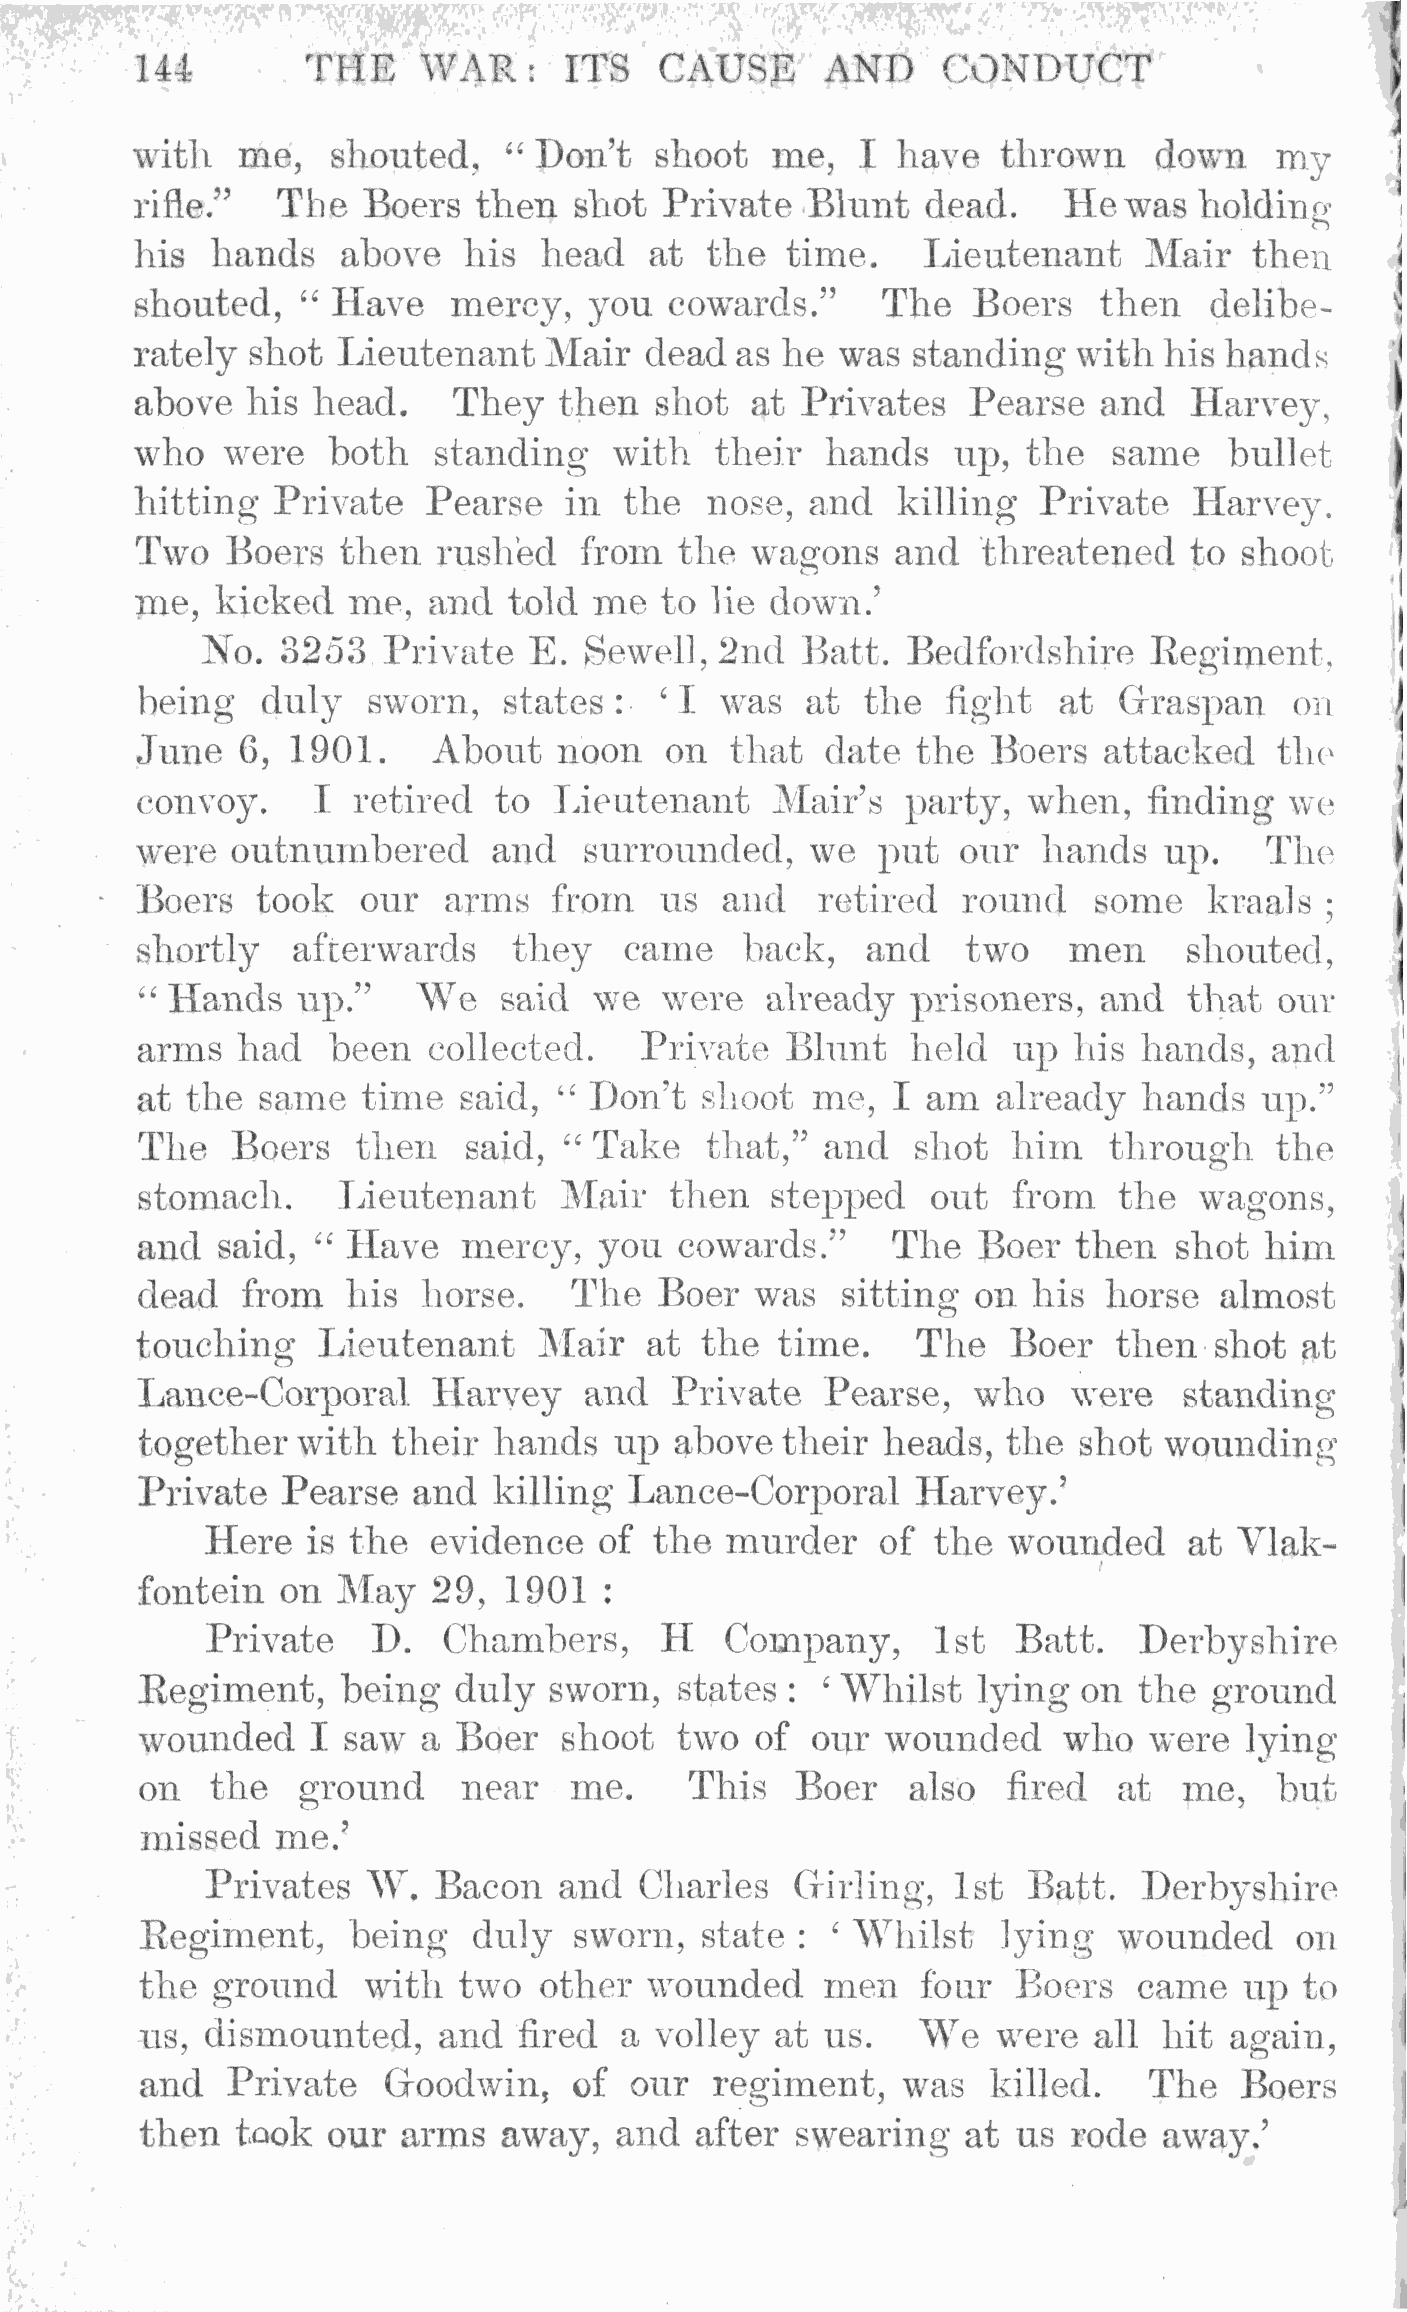 144 THE WAR: ITS CAUSE AND CONDUCT
with me, shouted, “ Don't shoot me, I have thrown down my
rifle.” The Boers then shot Private Blunt dead. He was holding
his hands above his head at the time. Lieutenant Mair then
shouted, “ Have mercy, you cowards.” The Boers then delibe-
rately shot Lieutenant Mair dead as he was standing with his hands
above his head. They then shot at Privates Pearse and Harvey,
who were both standing with their hands up, the same bullet
hitting Private Pearse in the nose, and killing Private Harvey.
Two Boers then rushed from the wagons and threatened to shoot
me, kicked me, and told me to lie down.’
No. 3253 Private E. Sewell, 2nd Batt. Bedfordshire Regiment,
being duly sworn, states : ‘ I was at the fight at Graspan on
June 6, 1901. About noon on that date the Boers attacked the
convoy. I retired to Lieutenant Mair's party, when, finding we
were outnumbered and surrounded, we put our hands up. The
Boers took our arms from us and retired round some kraals ;
shortly afterwards they came back, and two men shouted,
“ Hands up.” We said we were already prisoners, and that our
arms had been collected. Private Blunt held up his hands, and
at the same time said, “ Don't shoot me, I am already hands up.”
The Boers then said, “ Take that,” and shot him through the
stomach. Lieutenant Mair then stepped out from the wagons,
and said, “ Have mercy, you cowards.” The Boer then shot him
dead from his horse. The Boer was sitting on his horse almost
touching Lieutenant Mair at the time. The Boer then shot at
Lance-Corporal Harvey and Private Pearse, who were standing
together with their hands up above their heads, the shot wounding
Private Pearse and killing Lance-Corporal Harvey.’
Here is the evidence of the murder of the wounded at Vlak-
fontein on May 29, 1901 :
Private D. Chambers, H Company, 1st Batt. Derbyshire
Regiment, being duly sworn, states : ‘ Whilst lying on the ground
wounded I saw a Boer shoot two of our wounded who were lying
on the ground near me. This Boer also fired at me, but
missed me.’
Privates W. Bacon and Charles Girling, 1st Batt. Derbyshire
Regiment, being duly sworn, state : ‘ Whilst lying wounded on
the ground with two other wounded men four Boers came up to
us, dismounted, and fired a volley at us. We were all hit again,
and Private Goodwin, of our regiment, was killed. The Boers
then took our arms away, and after swearing at us rode away.’